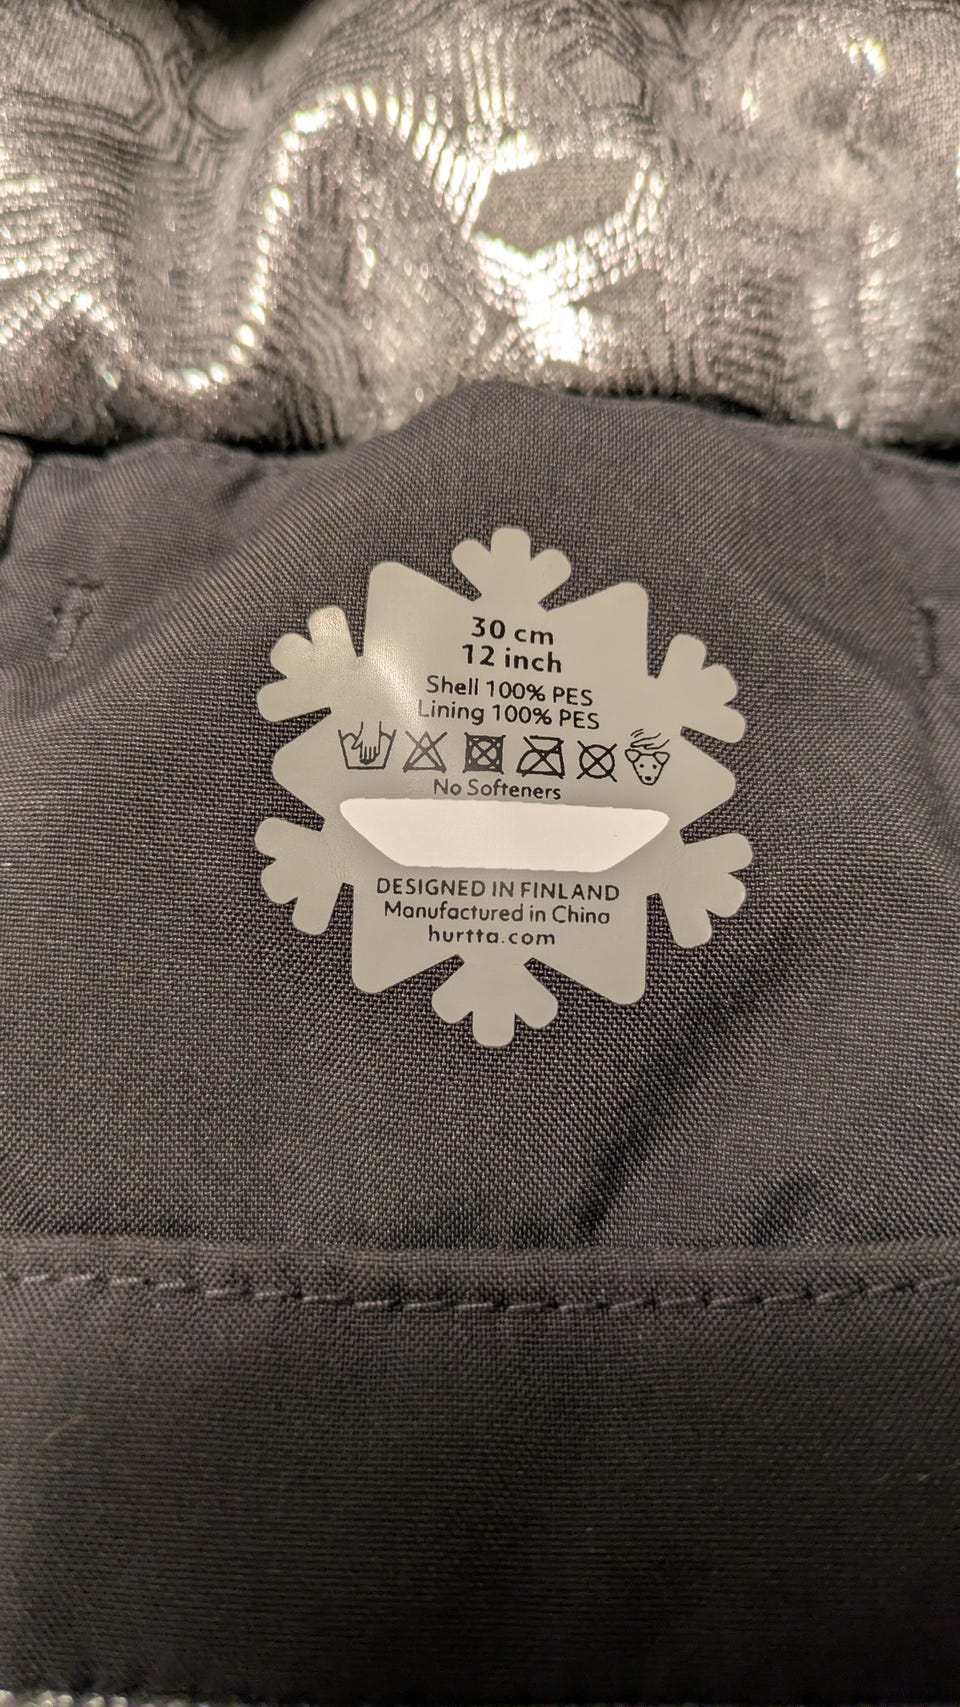 30 cm
12 inch
Shell 100% PES
Lining 100% PES
No Softeners
DESIGNED IN FINLAND
Manufactured in China
hurtta.com